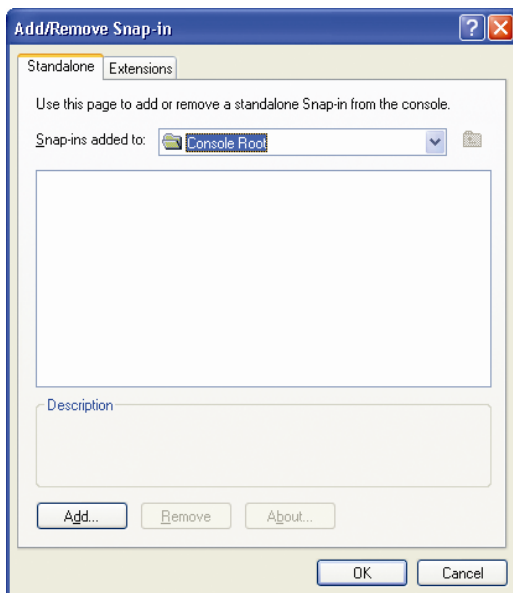 Add/Remove Snap-in
Standalone Extensions
Use this page to add or remove a standalone Snap-in from the console.
Snap-ins added to: Console Root
Description
Add... Remove About...
OK Cancel